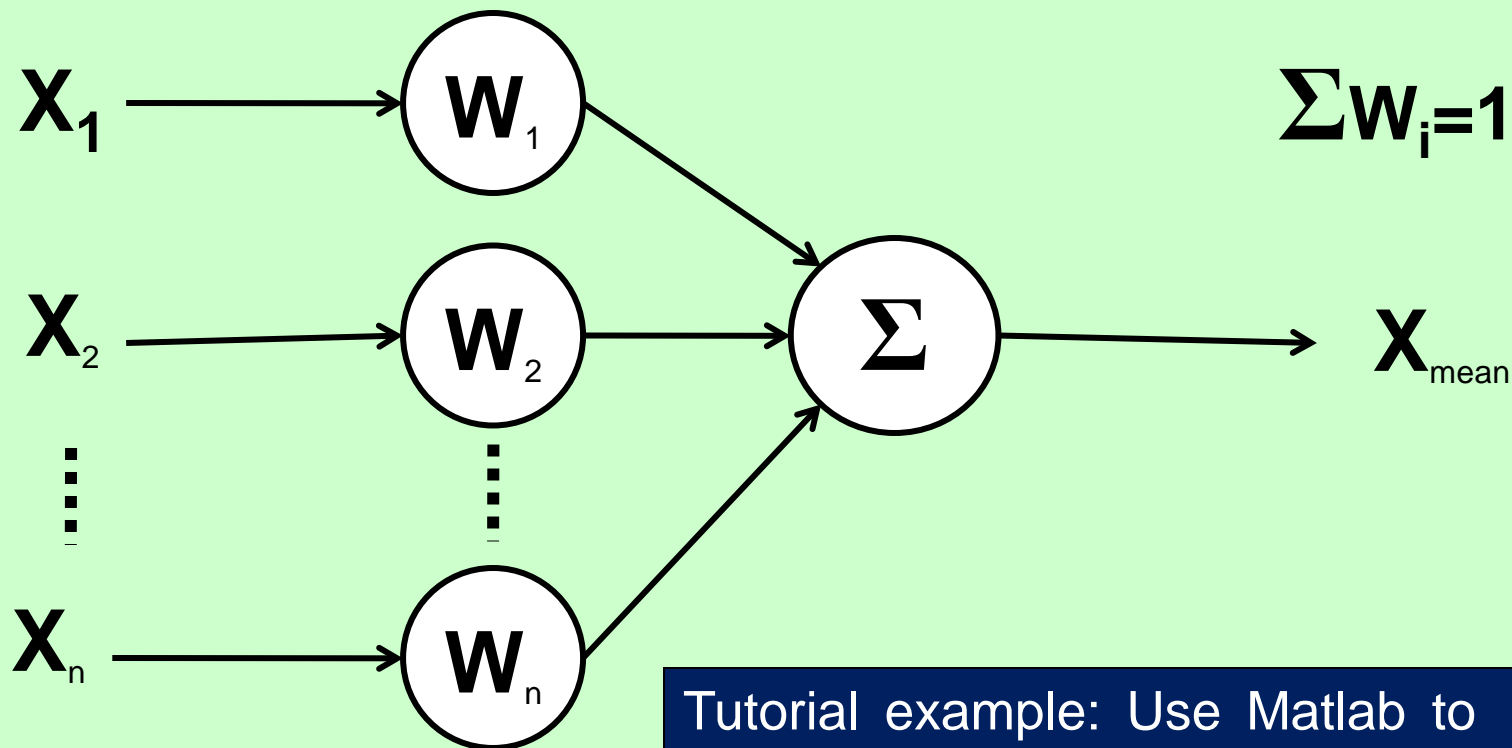 X₁ W₁ ΣWᵢ=1
X₂ W₂ Σ Xmean
Xₙ Wₙ
Tutorial example: Use Matlab to